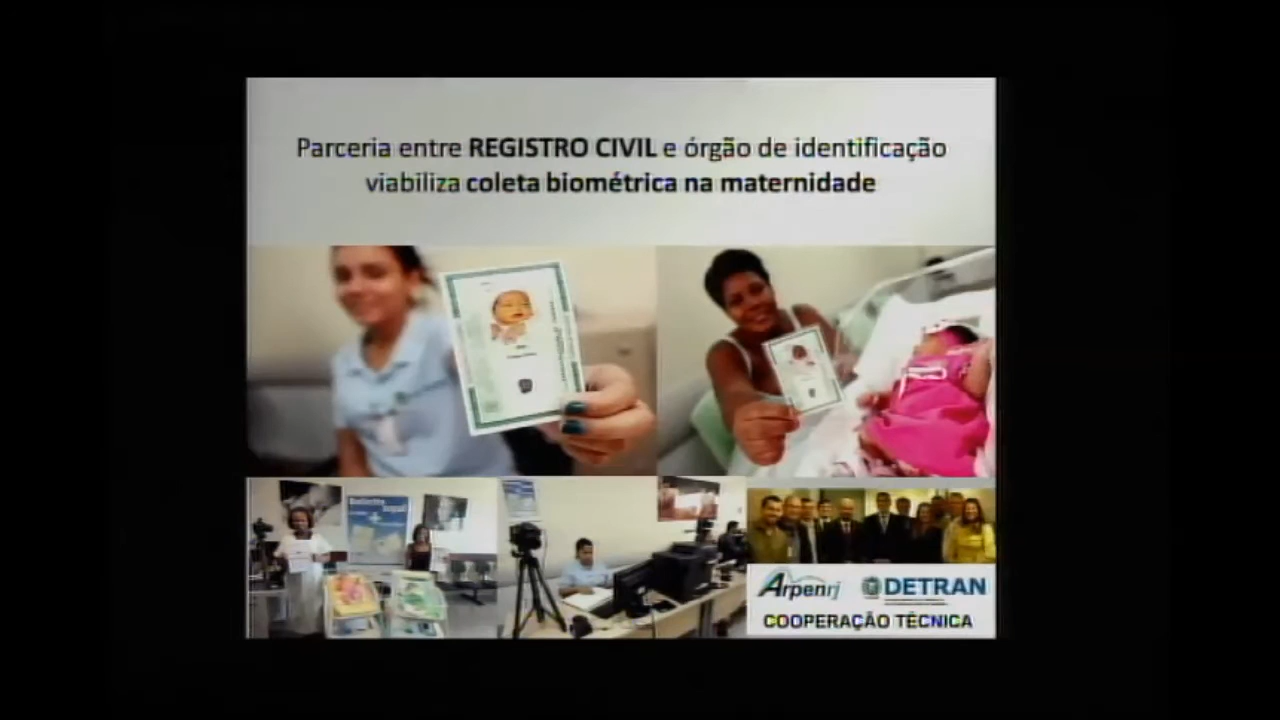 Parceria entre REGISTRO CIVIL e órgão de identificação
viabiliza coleta biométrica na maternidade
Arpenrj
DETRAN
COOPERAÇÃO TÉCNICA